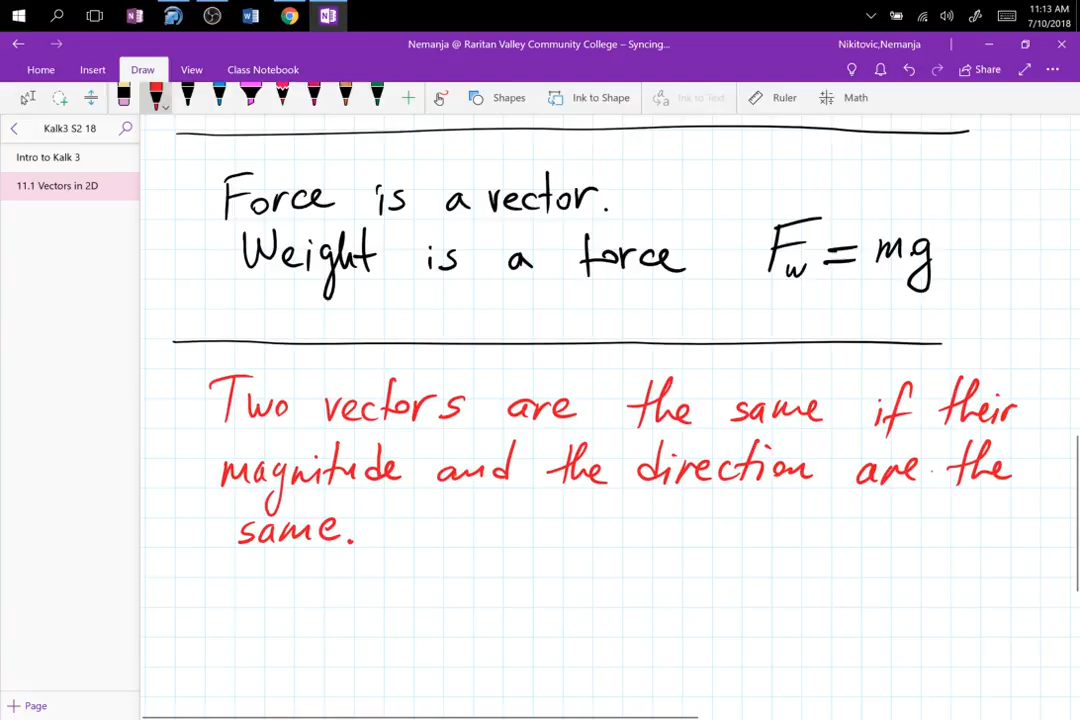 11:13 AM
7/10/2018
Nemanja @ Raritan Valley Community College – Syncing...
Nikitovic,Nemanja
Home Insert Draw View Class Notebook
Share
Shapes Ink to Shape Ink to Text Ruler Math
Kalk3 S2 18
Intro to Kalk 3
11.1 Vectors in 2D
Force is a vector.
Weight is a force F_w = mg
Two vectors are the same if their
magnitude and the direction are the
same.
Page